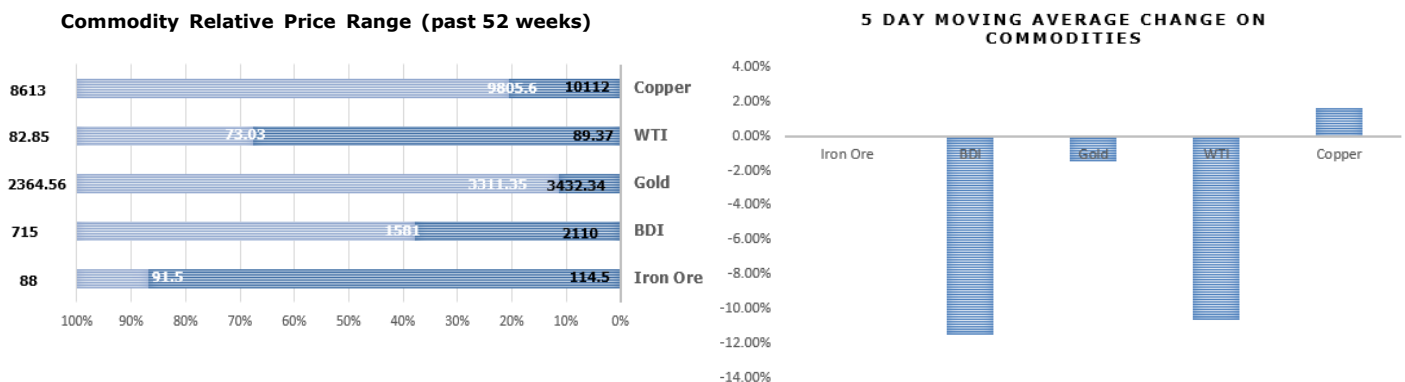 Commodity Relative Price Range (past 52 weeks)
8613 9805.6 10112 Copper
82.85 73.03 89.37 WTI
2364.56 3311.35 3432.34 Gold
715 1581 2110 BDI
88 91.5 114.5 Iron Ore
100% 90% 80% 70% 60% 50% 40% 30% 20% 10% 0%
5 DAY MOVING AVERAGE CHANGE ON
COMMODITIES
4.00%
2.00%
0.00%
Iron Ore BDI Gold WTI Copper
-2.00%
-4.00%
-6.00%
-8.00%
-10.00%
-12.00%
-14.00%